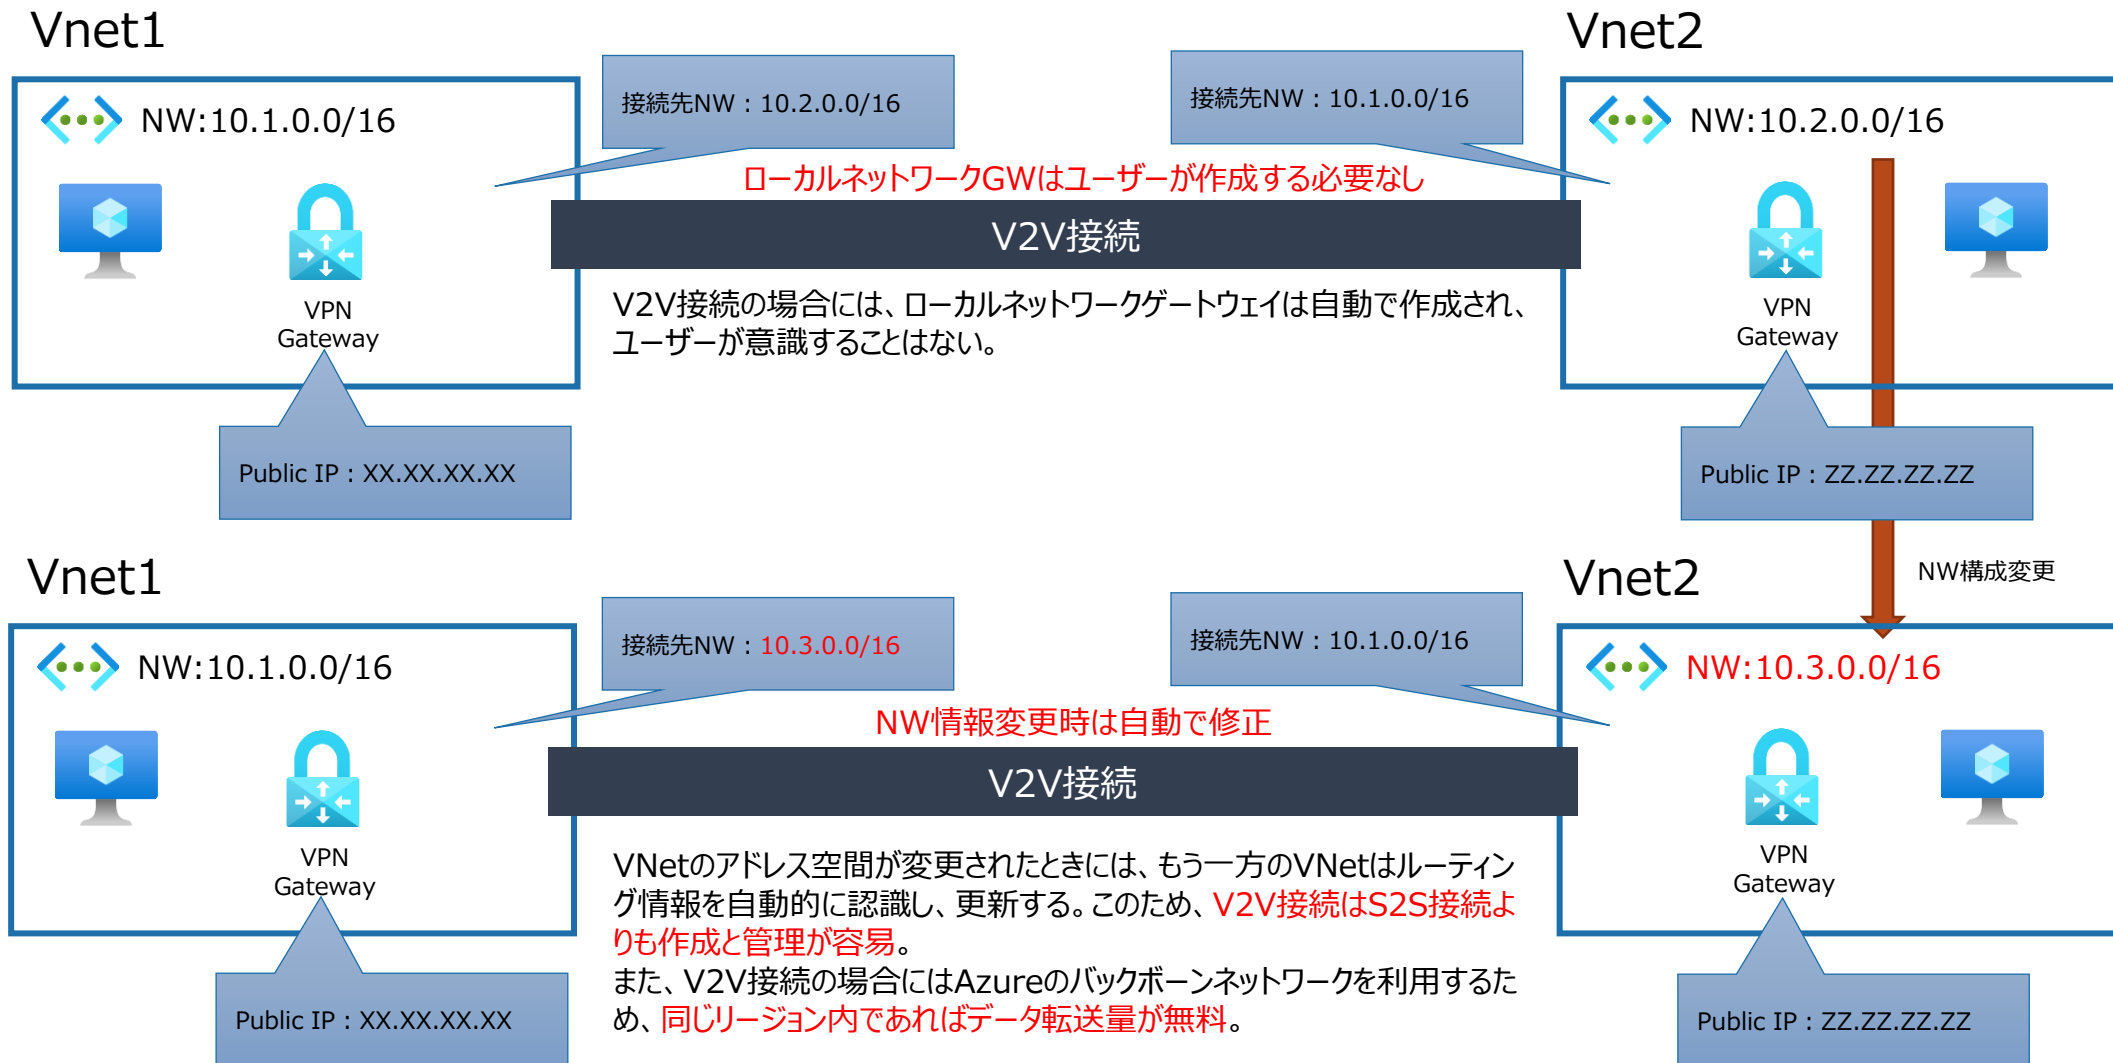 Vnet1
Vnet2
接続先NW：10.2.0.0/16
接続先NW：10.1.0.0/16
NW:10.1.0.0/16
NW:10.2.0.0/16
ローカルネットワークGWはユーザーが作成する必要なし
V2V接続
VPN
Gateway
VPN
Gateway
V2V接続の場合には、ローカルネットワークゲートウェイは自動で作成され、
ユーザーが意識することはない。
Public IP：XX.XX.XX.XX
Public IP：ZZ.ZZ.ZZ.ZZ
NW構成変更
Vnet1
Vnet2
接続先NW：10.3.0.0/16
接続先NW：10.1.0.0/16
NW:10.1.0.0/16
NW:10.3.0.0/16
NW情報変更時は自動で修正
V2V接続
VPN
Gateway
VPN
Gateway
VNetのアドレス空間が変更されたときには、もう一方のVNetはルーティン
グ情報を自動的に認識し、更新する。このため、V2V接続はS2S接続よ
りも作成と管理が容易。
また、V2V接続の場合にはAzureのバックボーンネットワークを利用するた
め、同じリージョン内であればデータ転送量が無料。
Public IP：XX.XX.XX.XX
Public IP：ZZ.ZZ.ZZ.ZZ